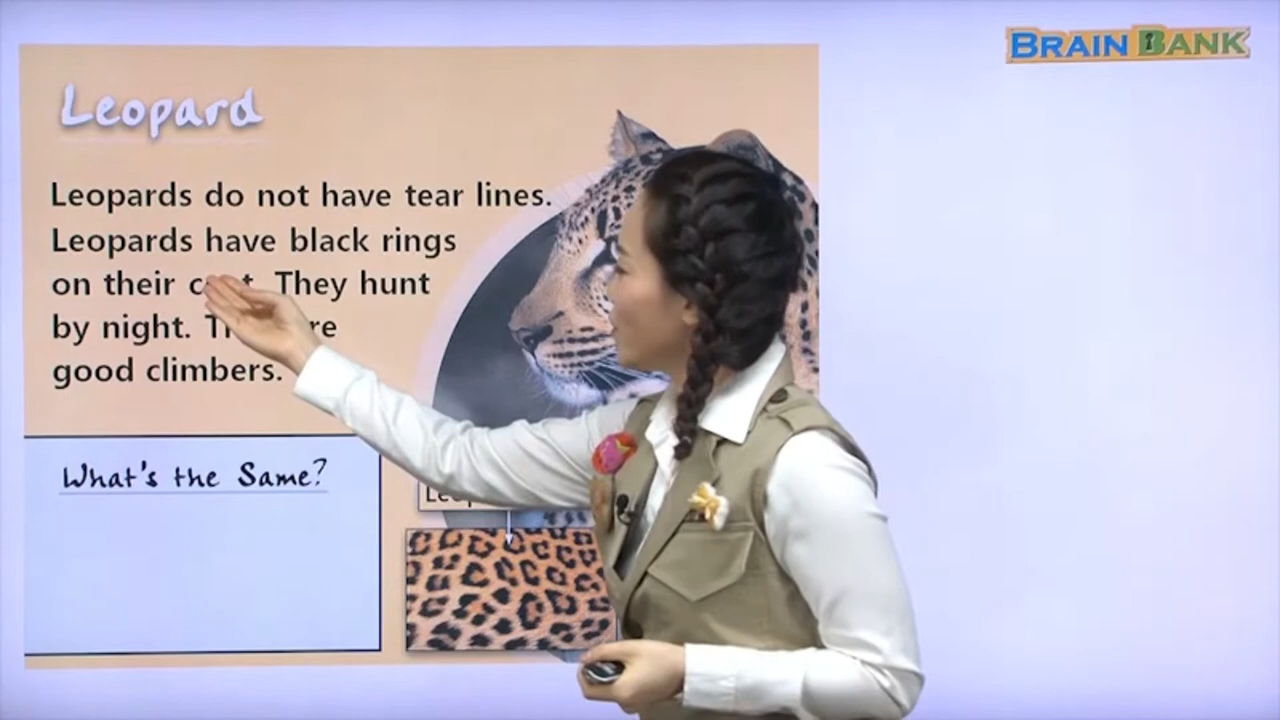 BRAIN BANK
Leopard
Leopards do not have tear lines.
Leopards have black rings
on their They hunt
by night.
good climbers.
What's the Same?